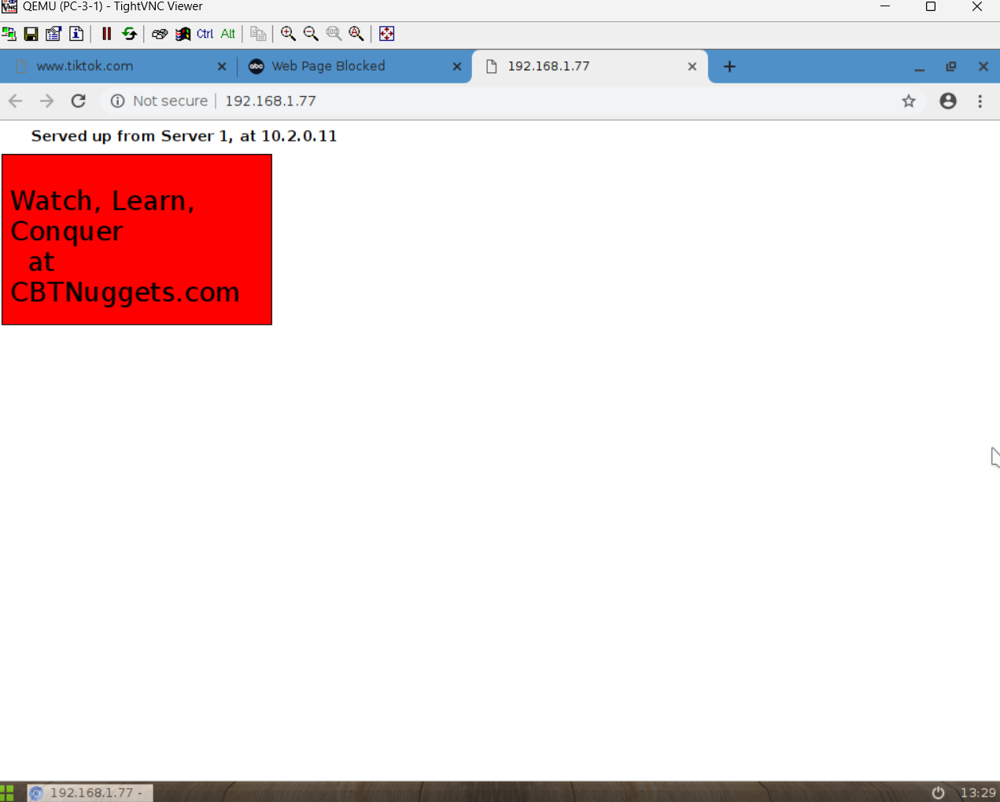 QEMU (PC-3-1) - TightVNC Viewer
Ctrl Alt
www.tiktok.com
abc Web Page Blocked
192.168.1.77
Not secure 192.168.1.77
Served up from Server 1, at 10.2.0.11
Watch, Learn,
Conquer
at
CBTNuggets.com
192.168.1.77 -
13:29